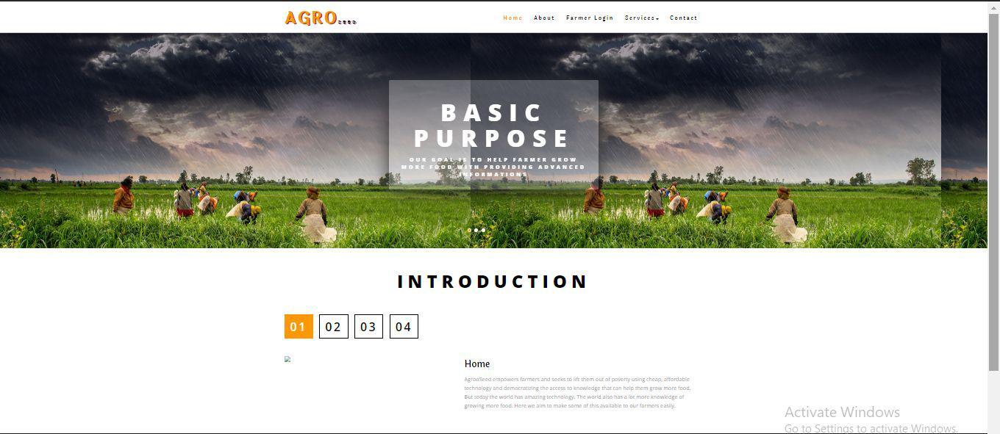 AGRO SEED
Home About Farmer Login Services Contact
BASIC
PURPOSE
OUR GOAL IS TO HELP FARMER GROW
MORE FOOD WITH PROVIDING ADVANCED
INFORMATIONS
INTRODUCTION
01 02 03 04
Home
AgrooSeed empowers farmers and seeks to lift them out of poverty using cheap, affordable
technology and democratizing the access to knowledge that can help them grow more food.
But today the world has amazing technology. The world also has a lot more knowledge of
growing more food. Here we aim to make some of this available to our farmers easily.
Activate Windows
Go to Settings to activate Windows.